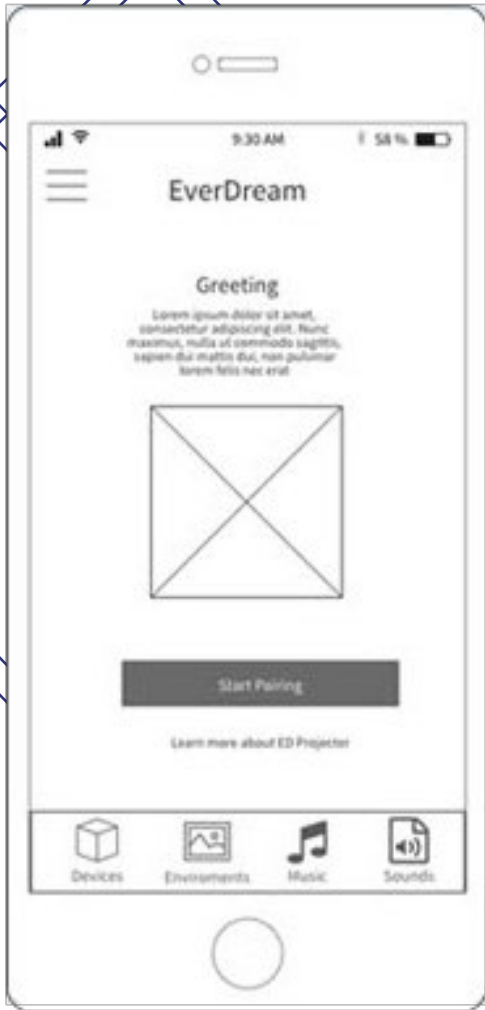 9:30 AM 58 %
EverDream
Greeting
Lorem ipsum dolor sit amet,
consectetur adipiscing elit. Nunc
maximus, nulla ut commodo sagittis,
sapien dui mattis dui, non pulvinar
lorem felis nec erat
Start Pairing
Learn more about ED Projecter
Devices Enviroments Music Sounds